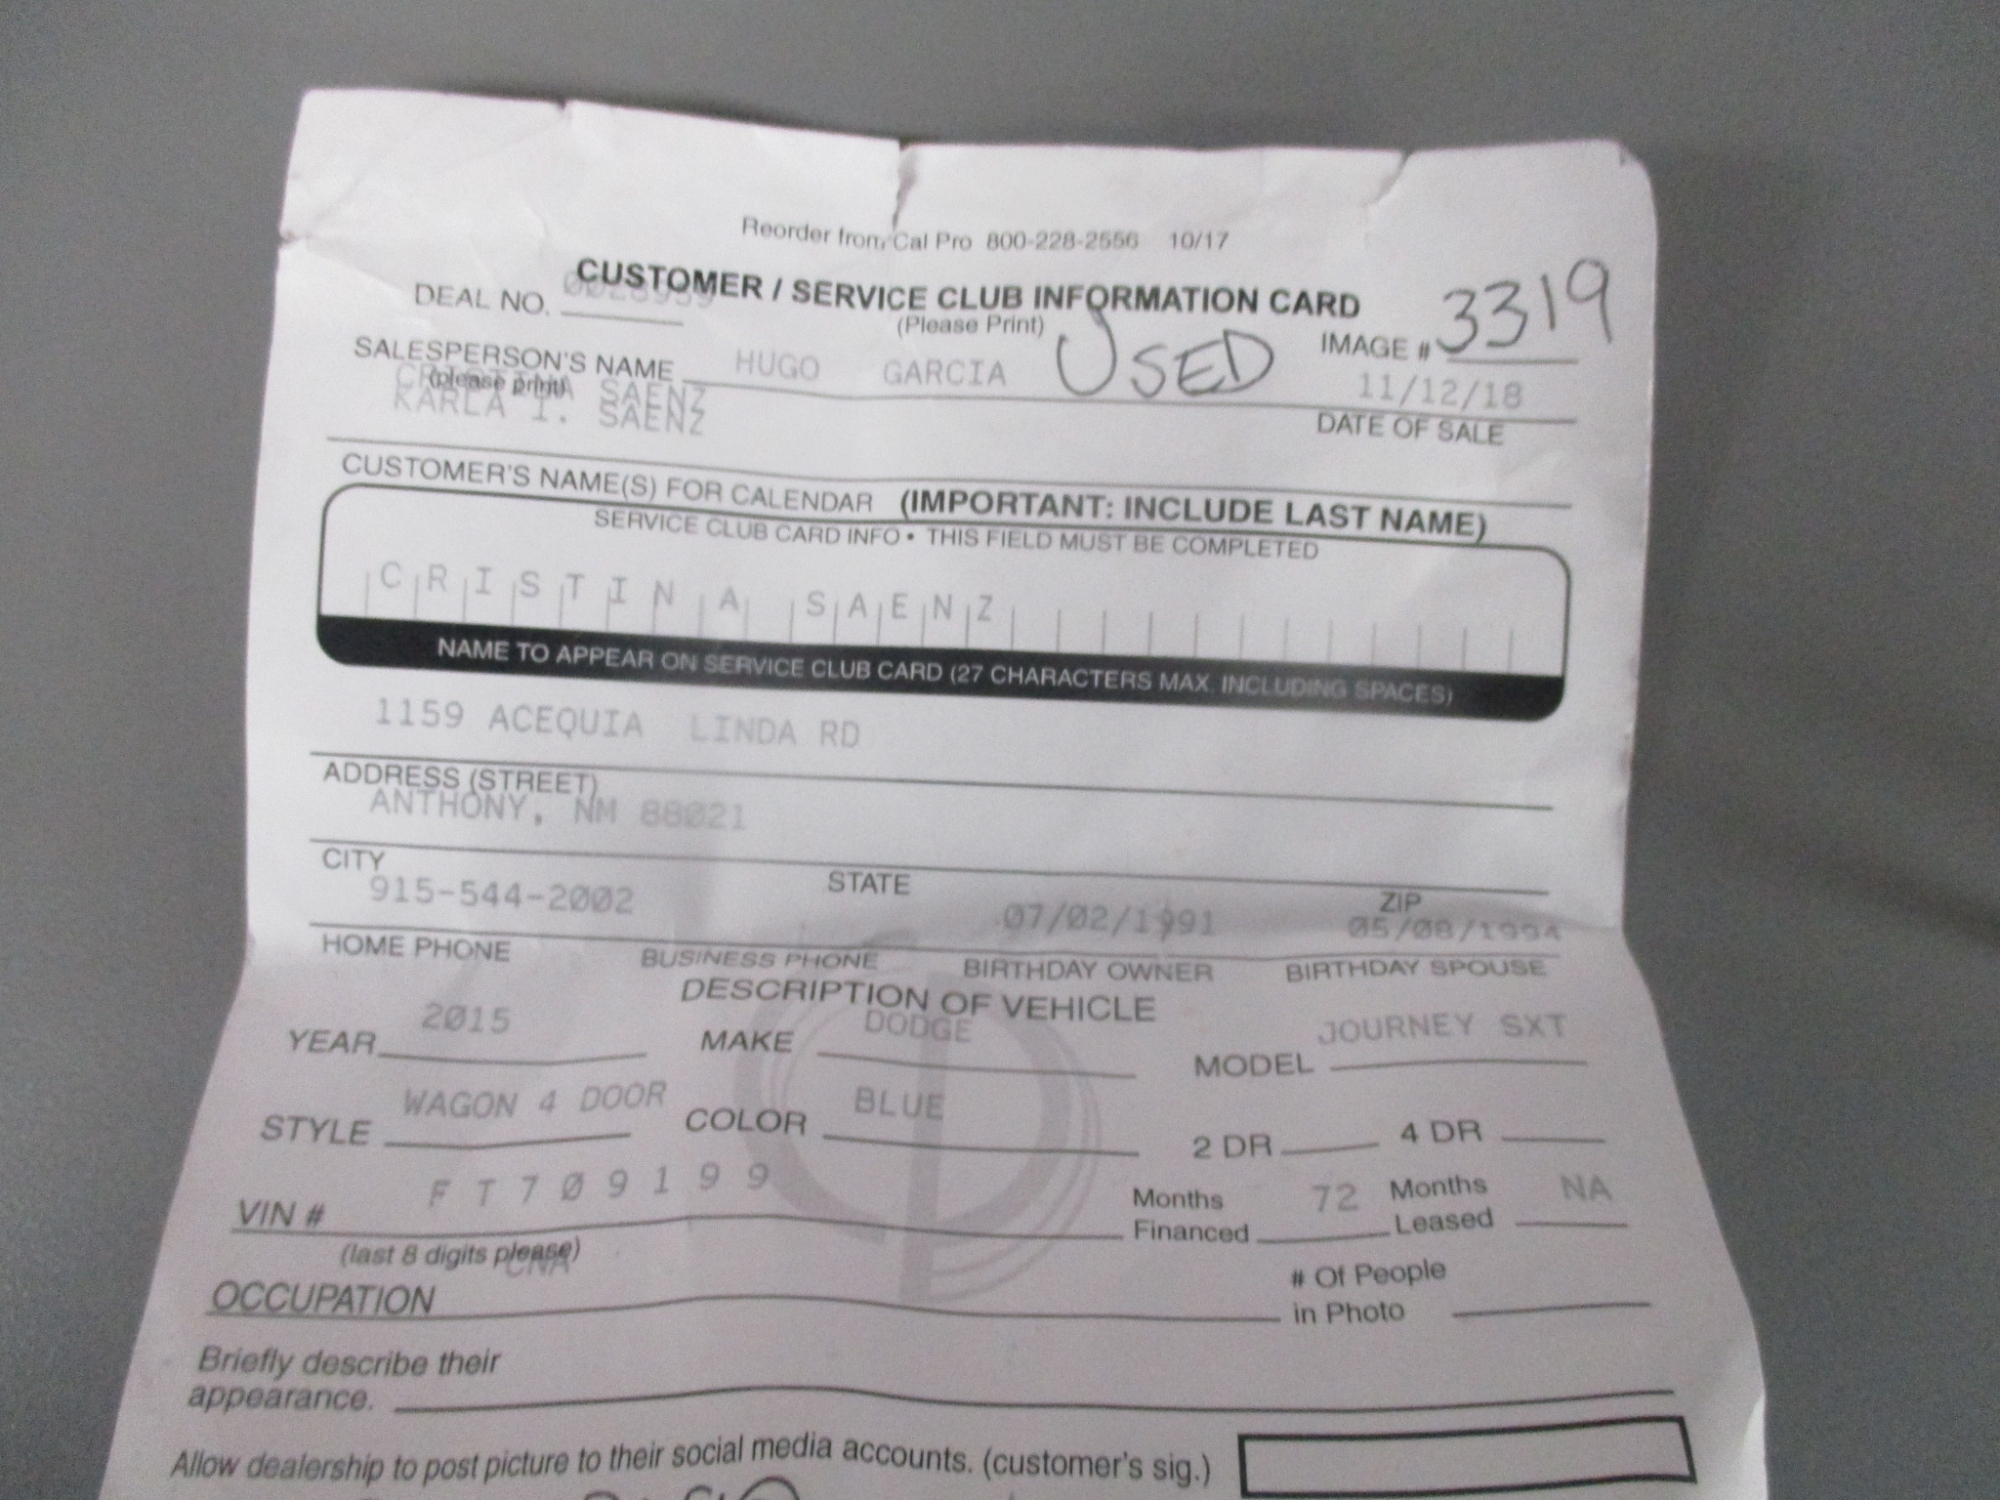 Reorder from Cal Pro 800-228-2556 10/17
CUSTOMER / SERVICE CLUB INFORMATION CARD
(Please Print)
DEAL NO.
IMAGE # 3319
SALESPERSON'S NAME HUGO GARCIA USED 11/12/18
(please print) SAENZ
DATE OF SALE
KARLA I. SAENZ
CUSTOMER'S NAME(S) FOR CALENDAR (IMPORTANT: INCLUDE LAST NAME)
SERVICE CLUB CARD INFO • THIS FIELD MUST BE COMPLETED
CRISTINA SAENZ
NAME TO APPEAR ON SERVICE CLUB CARD (27 CHARACTERS MAX. INCLUDING SPACES)
1159 ACEQUIA LINDA RD
ADDRESS (STREET)
ANTHONY, NM 88021
CITY STATE ZIP
915-544-2002 07/02/1991 05/08/1994
HOME PHONE BUSINESS PHONE BIRTHDAY OWNER BIRTHDAY SPOUSE
DESCRIPTION OF VEHICLE
YEAR 2015 MAKE DODGE MODEL JOURNEY SXT
STYLE WAGON 4 DOOR COLOR BLUE 2 DR 4 DR
VIN # FT709199 Months Financed 72 Months Leased NA
(last 8 digits please)
OCCUPATION CNA # Of People in Photo
Briefly describe their
appearance.
Allow dealership to post picture to their social media accounts. (customer's sig.)